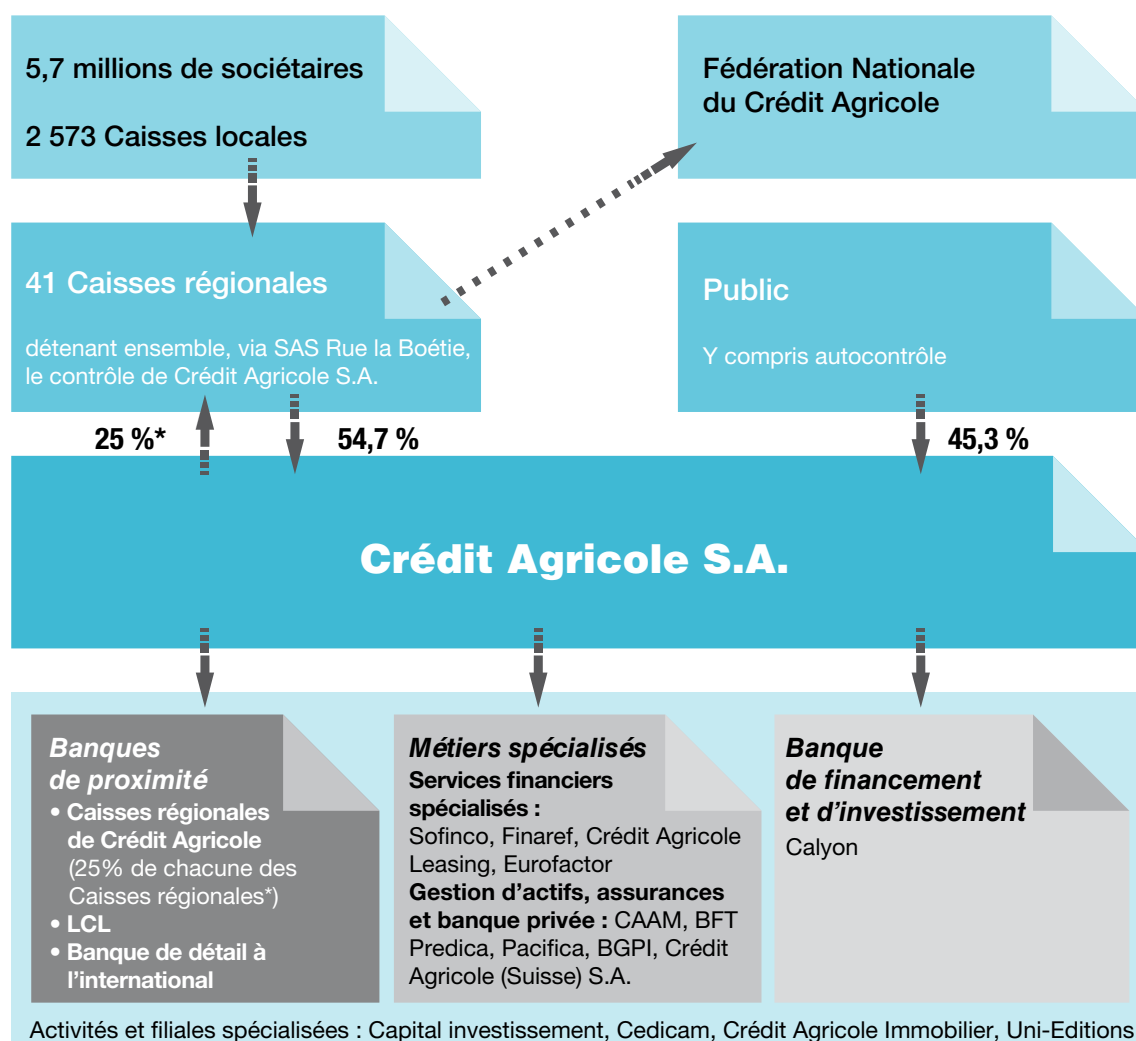 5,7 millions de sociétaires
2 573 Caisses locales
Fédération Nationale
du Crédit Agricole
41 Caisses régionales
détenant ensemble, via SAS Rue la Boétie,
le contrôle de Crédit Agricole S.A.
Public
Y compris autocontrôle
25 %*
54,7 %
45,3 %
Crédit Agricole S.A.
Banques
de proximité
• Caisses régionales
de Crédit Agricole
(25% de chacune des
Caisses régionales*)
• LCL
• Banque de détail à
l’international
Métiers spécialisés
Services financiers
spécialisés :
Sofinco, Finaref, Crédit Agricole
Leasing, Eurofactor
Gestion d’actifs, assurances
et banque privée : CAAM, BFT
Predica, Pacifica, BGPI, Crédit
Agricole (Suisse) S.A.
Banque
de financement
et d’investissement
Calyon
Activités et filiales spécialisées : Capital investissement, Cedicam, Crédit Agricole Immobilier, Uni-Editions